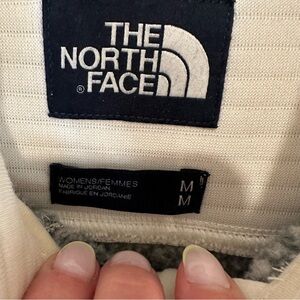 THE
NORTH
FACE
®
WOMENS/FEMMES M
MADE IN JORDAN
FABRIQUE EN JORDANIE M